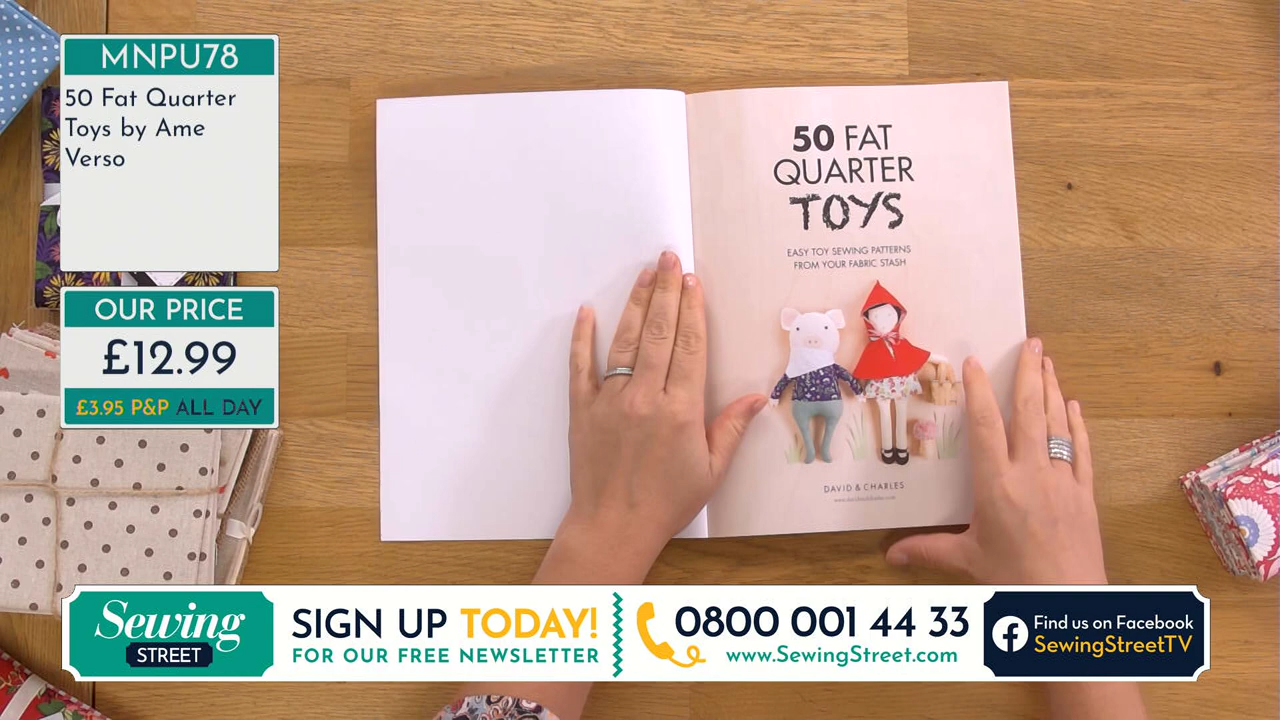 MNPU78
50 Fat Quarter
Toys by Ame
Verso
OUR PRICE
£12.99
£3.95 P&P ALL DAY
50 FAT
QUARTER
TOYS
EASY TOY SEWING PATTERNS
FROM YOUR FABRIC STASH
DAVID & CHARLES
Sewing
STREET
SIGN UP TODAY!
FOR OUR FREE NEWSLETTER
0800 001 44 33
www.SewingStreet.com
Find us on Facebook
SewingStreetTV